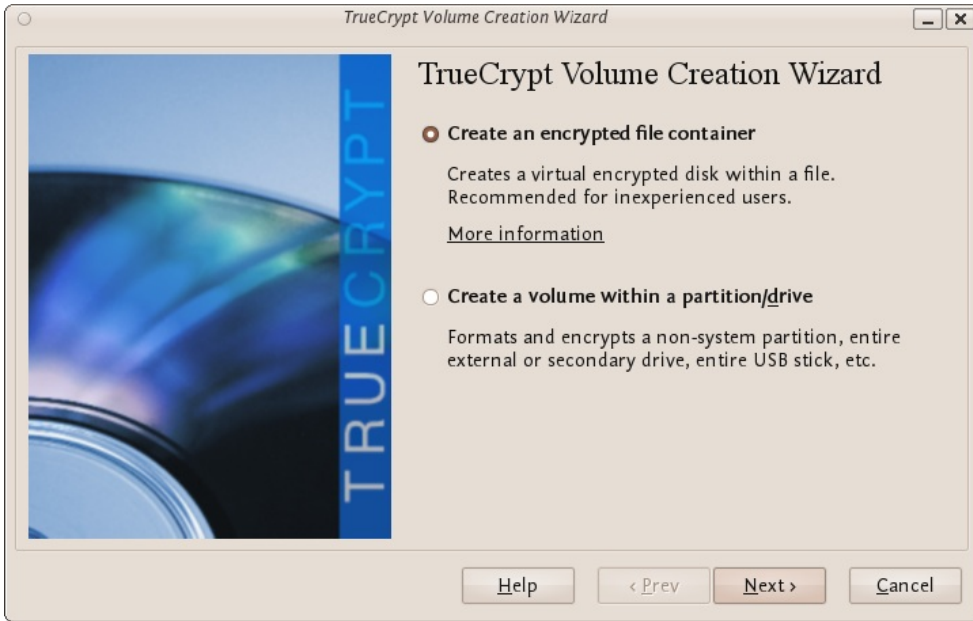 TrueCrypt Volume Creation Wizard
TRUECRYPT
TrueCrypt Volume Creation Wizard
Create an encrypted file container
Creates a virtual encrypted disk within a file.
Recommended for inexperienced users.
More information
Create a volume within a partition/drive
Formats and encrypts a non-system partition, entire
external or secondary drive, entire USB stick, etc.
Help
< Prev
Next >
Cancel